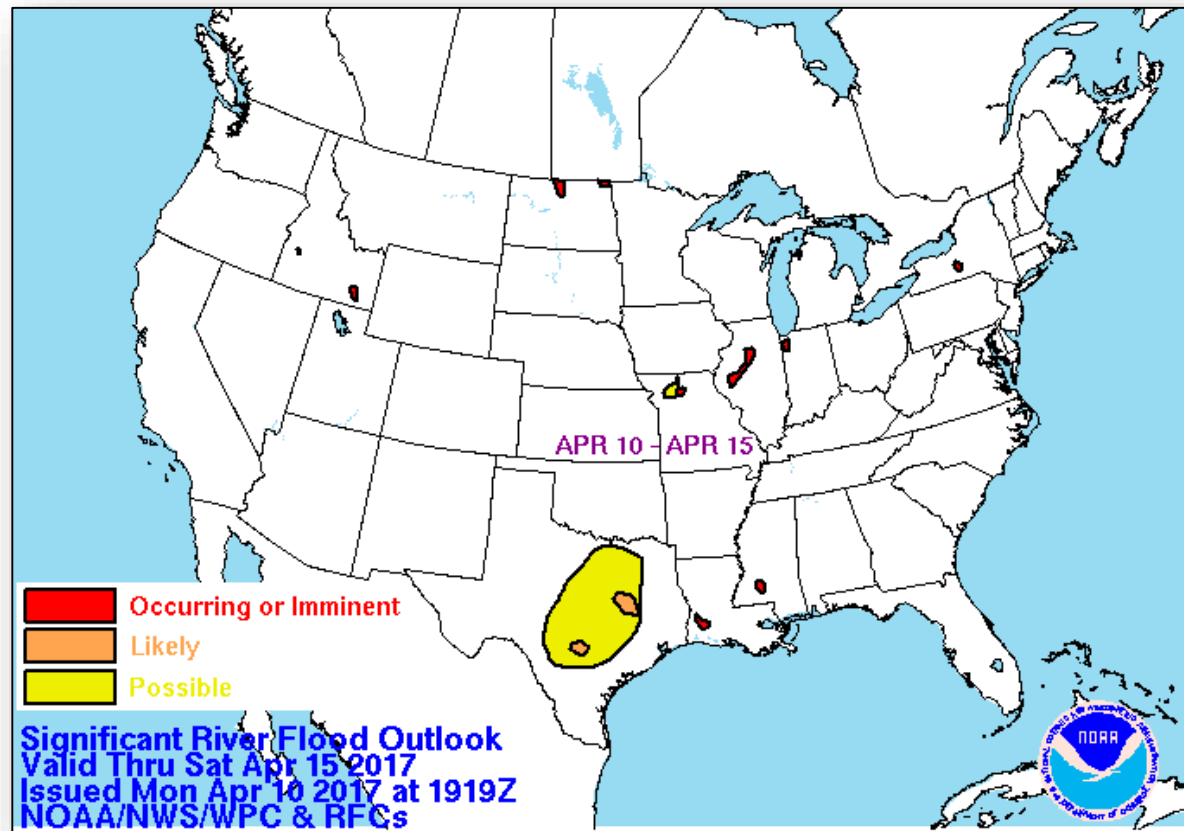 APR 10 - APR 15
Occurring or Imminent
Likely
Possible
Significant River Flood Outlook
Valid Thru Sat Apr 15 2017
Issued Mon Apr 10 2017 at 1919Z
NOAA/NWS/WPC & RFCs
NOAA